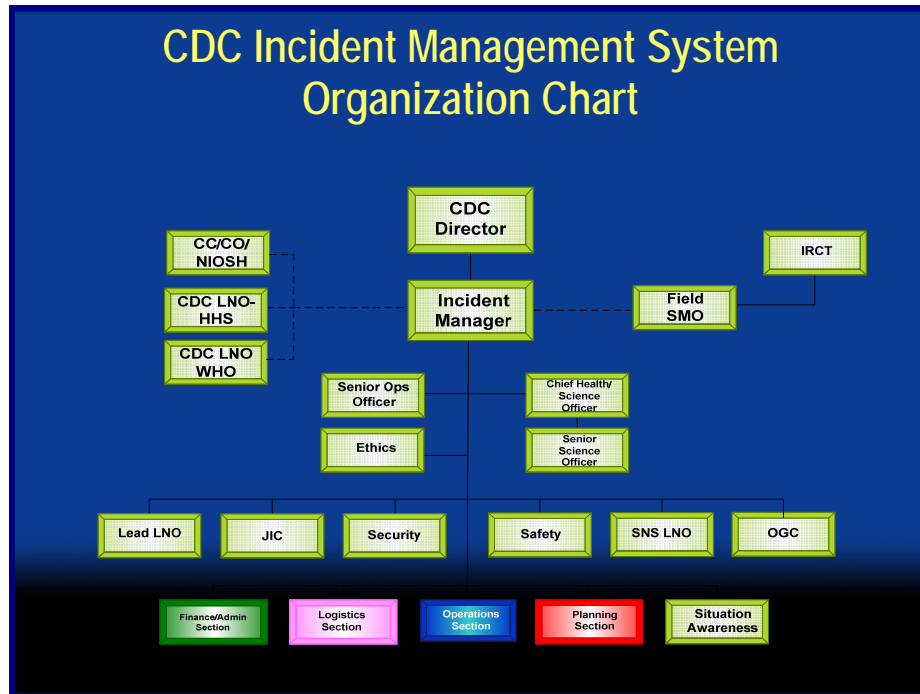 CDC Incident Management System
Organization Chart
CDC
Director
CC/CO/
NIOSH
IRCT
CDC LNO-
HHS
Incident
Manager
Field
SMO
CDC LNO
WHO
Senior Ops
Officer
Chief Health/
Science
Officer
Ethics
Senior
Science
Officer
Lead LNO
JIC
Security
Safety
SNS LNO
OGC
Finance/Admin
Section
Logistics
Section
Operations
Section
Planning
Section
Situation
Awareness